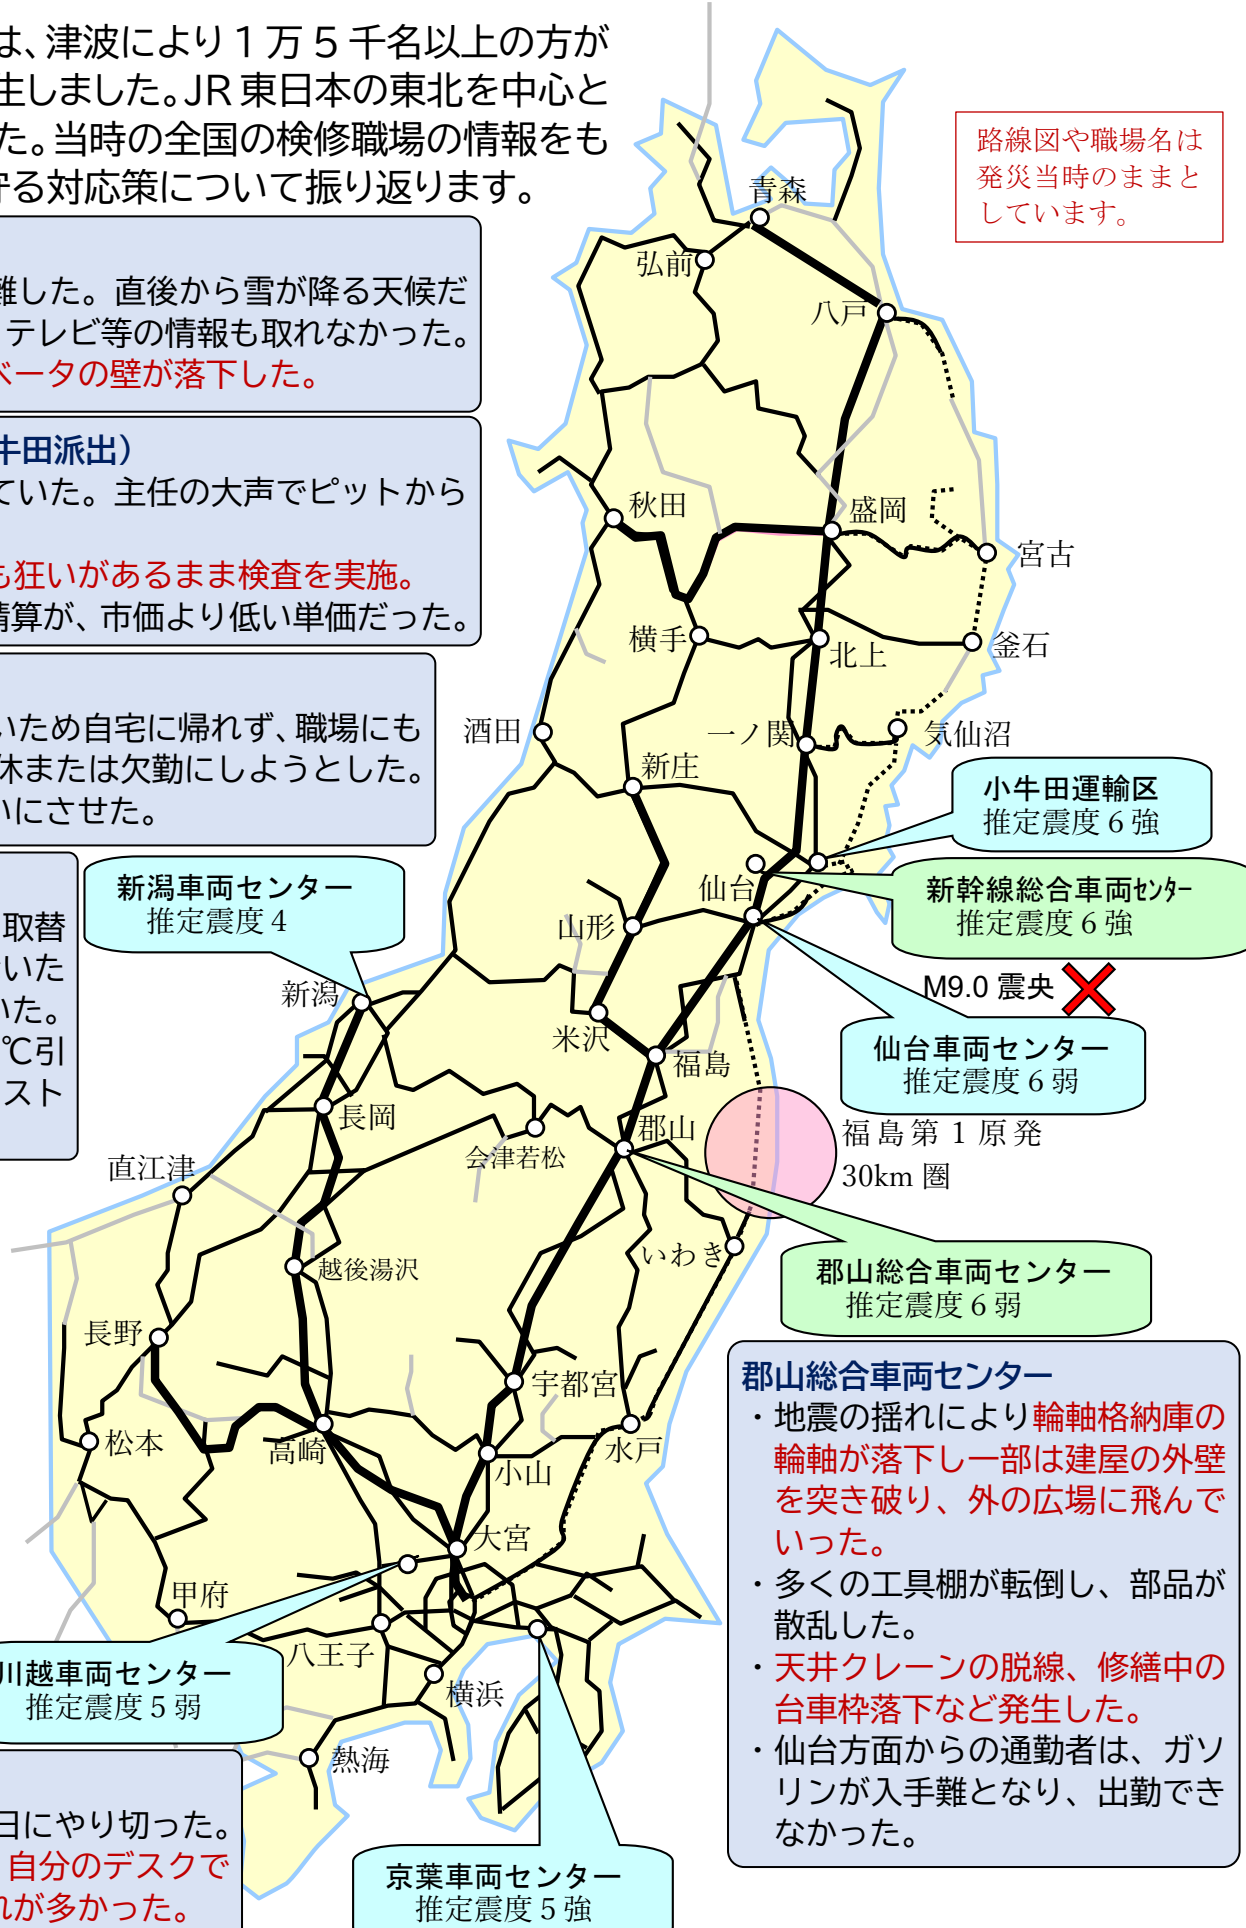 は、津波により１万５千名以上の方が
生しました。JR東日本の東北を中心と
た。当時の全国の検修職場の情報をも
守る対応策について振り返ります。
路線図や職場名は
発災当時のままと
しています。
難した。直後から雪が降る天候だ
テレビ等の情報も取れなかった。
ベータの壁が落下した。
牛田派出）
ていた。主任の大声でピットから
も狂いがあるまま検査を実施。
精算が、市価より低い単価だった。
いため自宅に帰れず、職場にも
休または欠勤にしようとした。
いにさせた。
取替
いた
いた。
℃引
スト
日にやり切った。
自分のデスクで
れが多かった。
青森
弘前
八戸
秋田
盛岡
宮古
横手
北上
釜石
酒田
一ノ関
気仙沼
新庄
小牛田運輸区
推定震度６強
新潟車両センター
推定震度４
仙台
新幹線総合車両ｾﾝﾀｰ
推定震度６強
山形
新潟
M9.0 震央
米沢
福島
仙台車両センター
推定震度６弱
長岡
会津若松
郡山
福島第１原発
30km 圏
直江津
いわき
越後湯沢
郡山総合車両センター
推定震度６弱
長野
宇都宮
松本
高崎
小山
水戸
大宮
甲府
八王子
横浜
熱海
川越車両センター
推定震度５弱
京葉車両センター
推定震度５強
郡山総合車両センター
・地震の揺れにより輪軸格納庫の
輪軸が落下し一部は建屋の外壁
を突き破り、外の広場に飛んで
いった。
・多くの工具棚が転倒し、部品が
散乱した。
・天井クレーンの脱線、修繕中の
台車枠落下など発生した。
・仙台方面からの通勤者は、ガソ
リンが入手難となり、出勤でき
なかった。